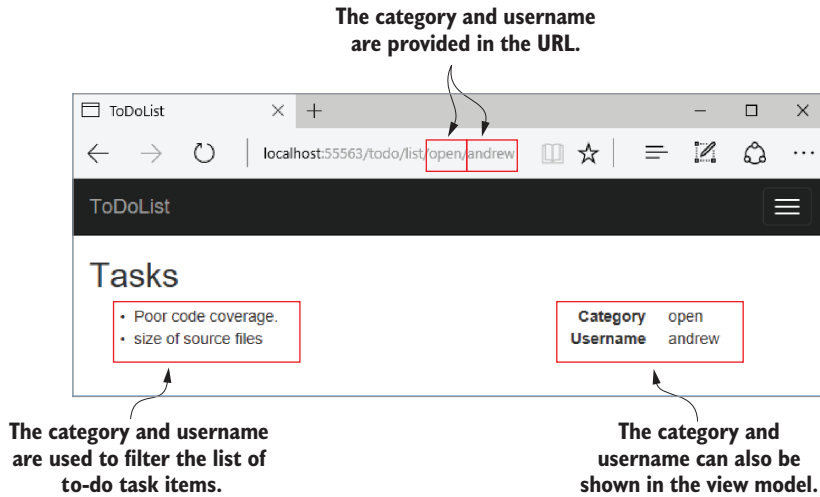 The category and username
are provided in the URL.
ToDoList
localhost:55563/todo/list/open/andrew
ToDoList
Tasks
• Poor code coverage.
• size of source files
Category open
Username andrew
The category and username
are used to filter the list of
to-do task items.
The category and
username can also be
shown in the view model.